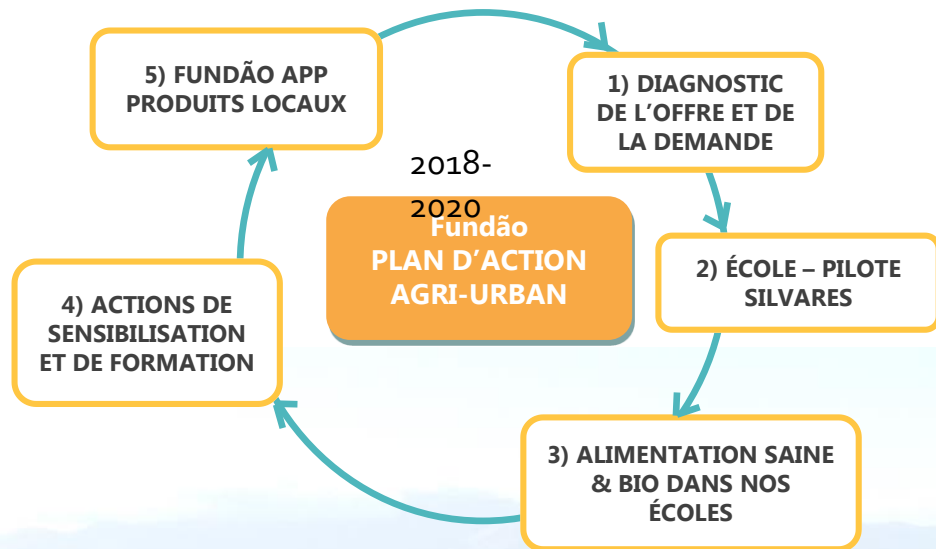 5) FUNDÃO APP
PRODUITS LOCAUX
1) DIAGNOSTIC
DE L’OFFRE ET DE
LA DEMANDE
2018-
2020
Fundão
PLAN D’ACTION
AGRI-URBAN
2) ÉCOLE – PILOTE
SILVARES
4) ACTIONS DE
SENSIBILISATION
ET DE FORMATION
3) ALIMENTATION SAINE
& BIO DANS NOS
ÉCOLES